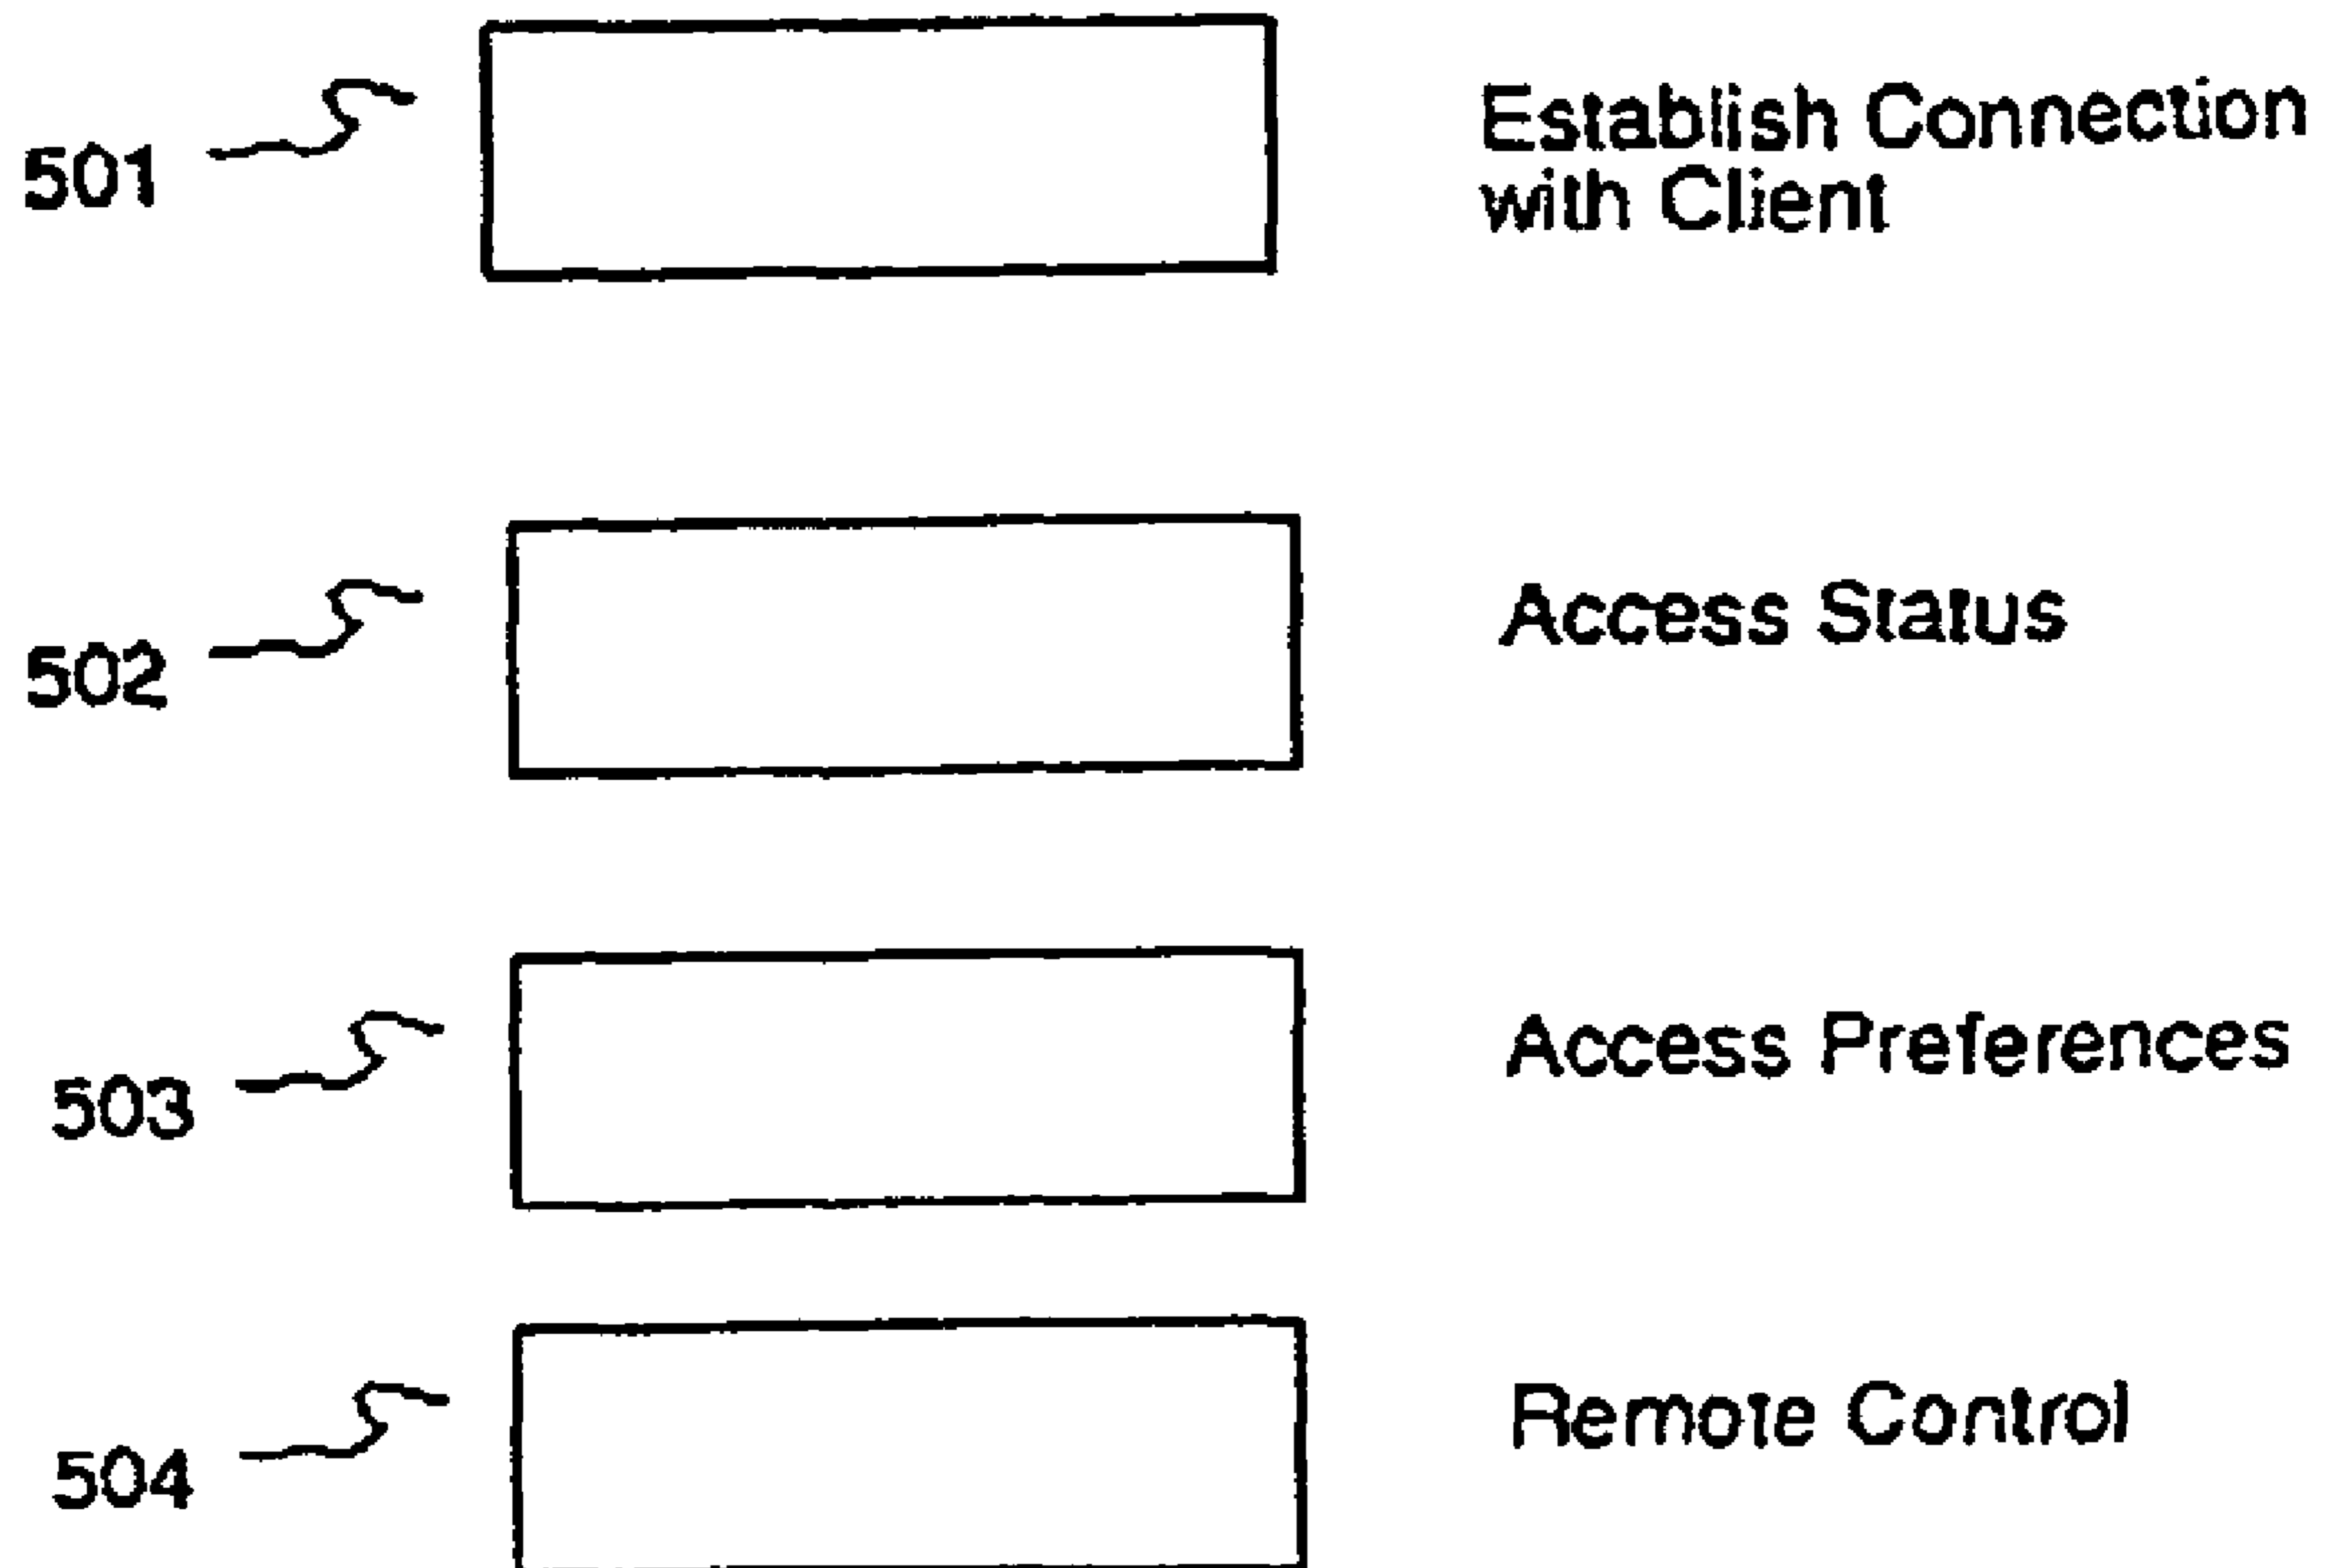 501 Establish Connection
with Client
502 Access Status
503 Access Preferences
504 Remote Control